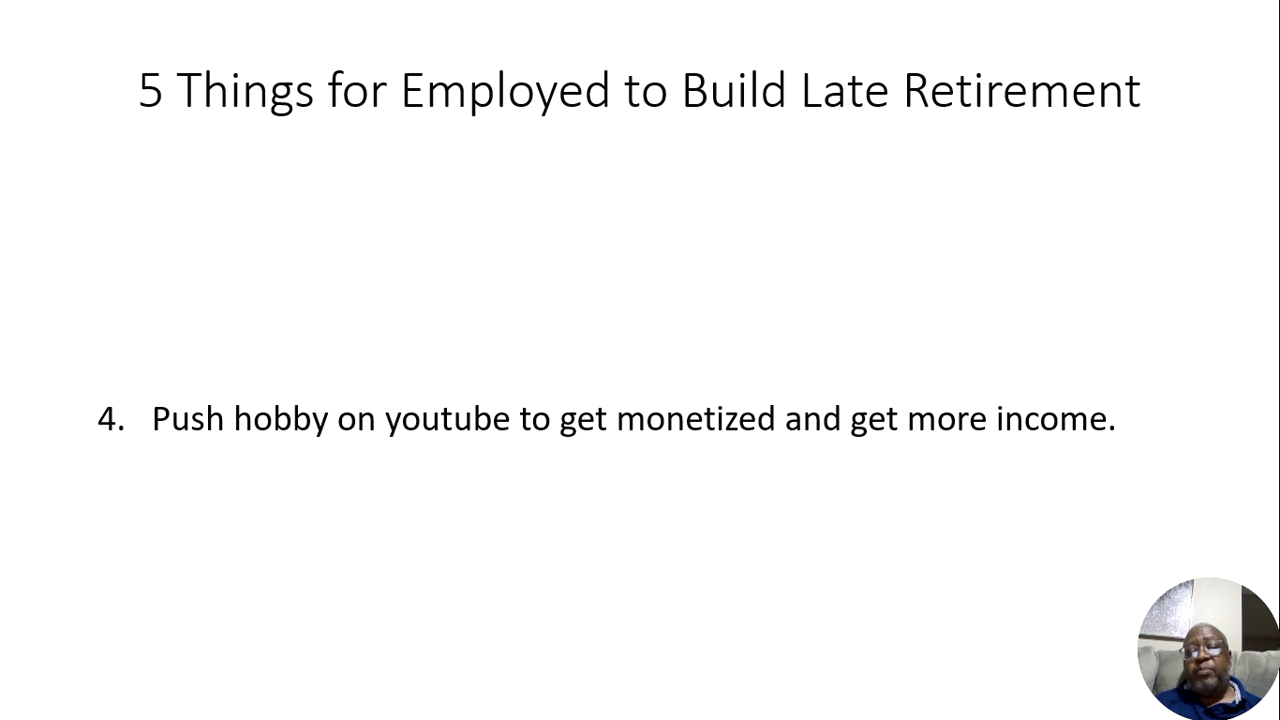 5 Things for Employed to Build Late Retirement
4. Push hobby on youtube to get monetized and get more income.